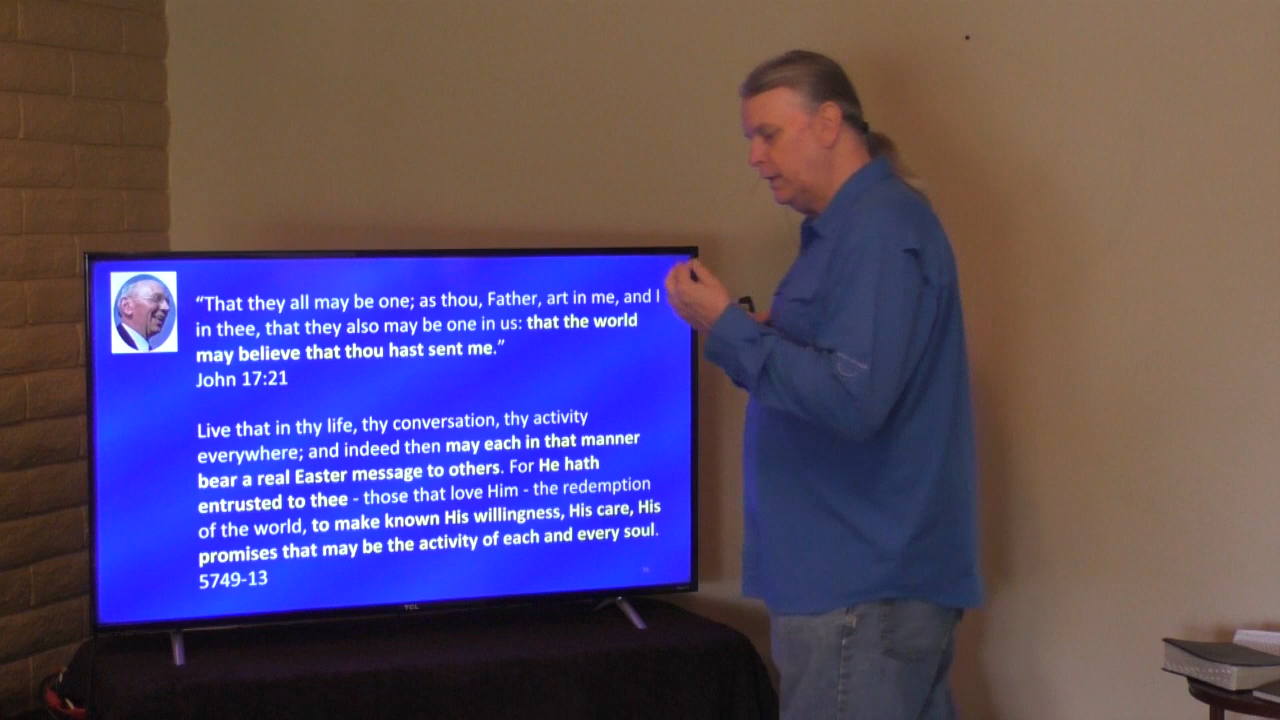 “That they all may be one; as thou, Father, art in me, and I
in thee, that they also may be one in us: that the world
may believe that thou hast sent me.”
John 17:21
Live that in thy life, thy conversation, thy activity
everywhere; and indeed then may each in that manner
bear a real Easter message to others. For He hath
entrusted to thee - those that love Him - the redemption
of the world, to make known His willingness, His care, His
promises that may be the activity of each and every soul.
5749-13
TCL